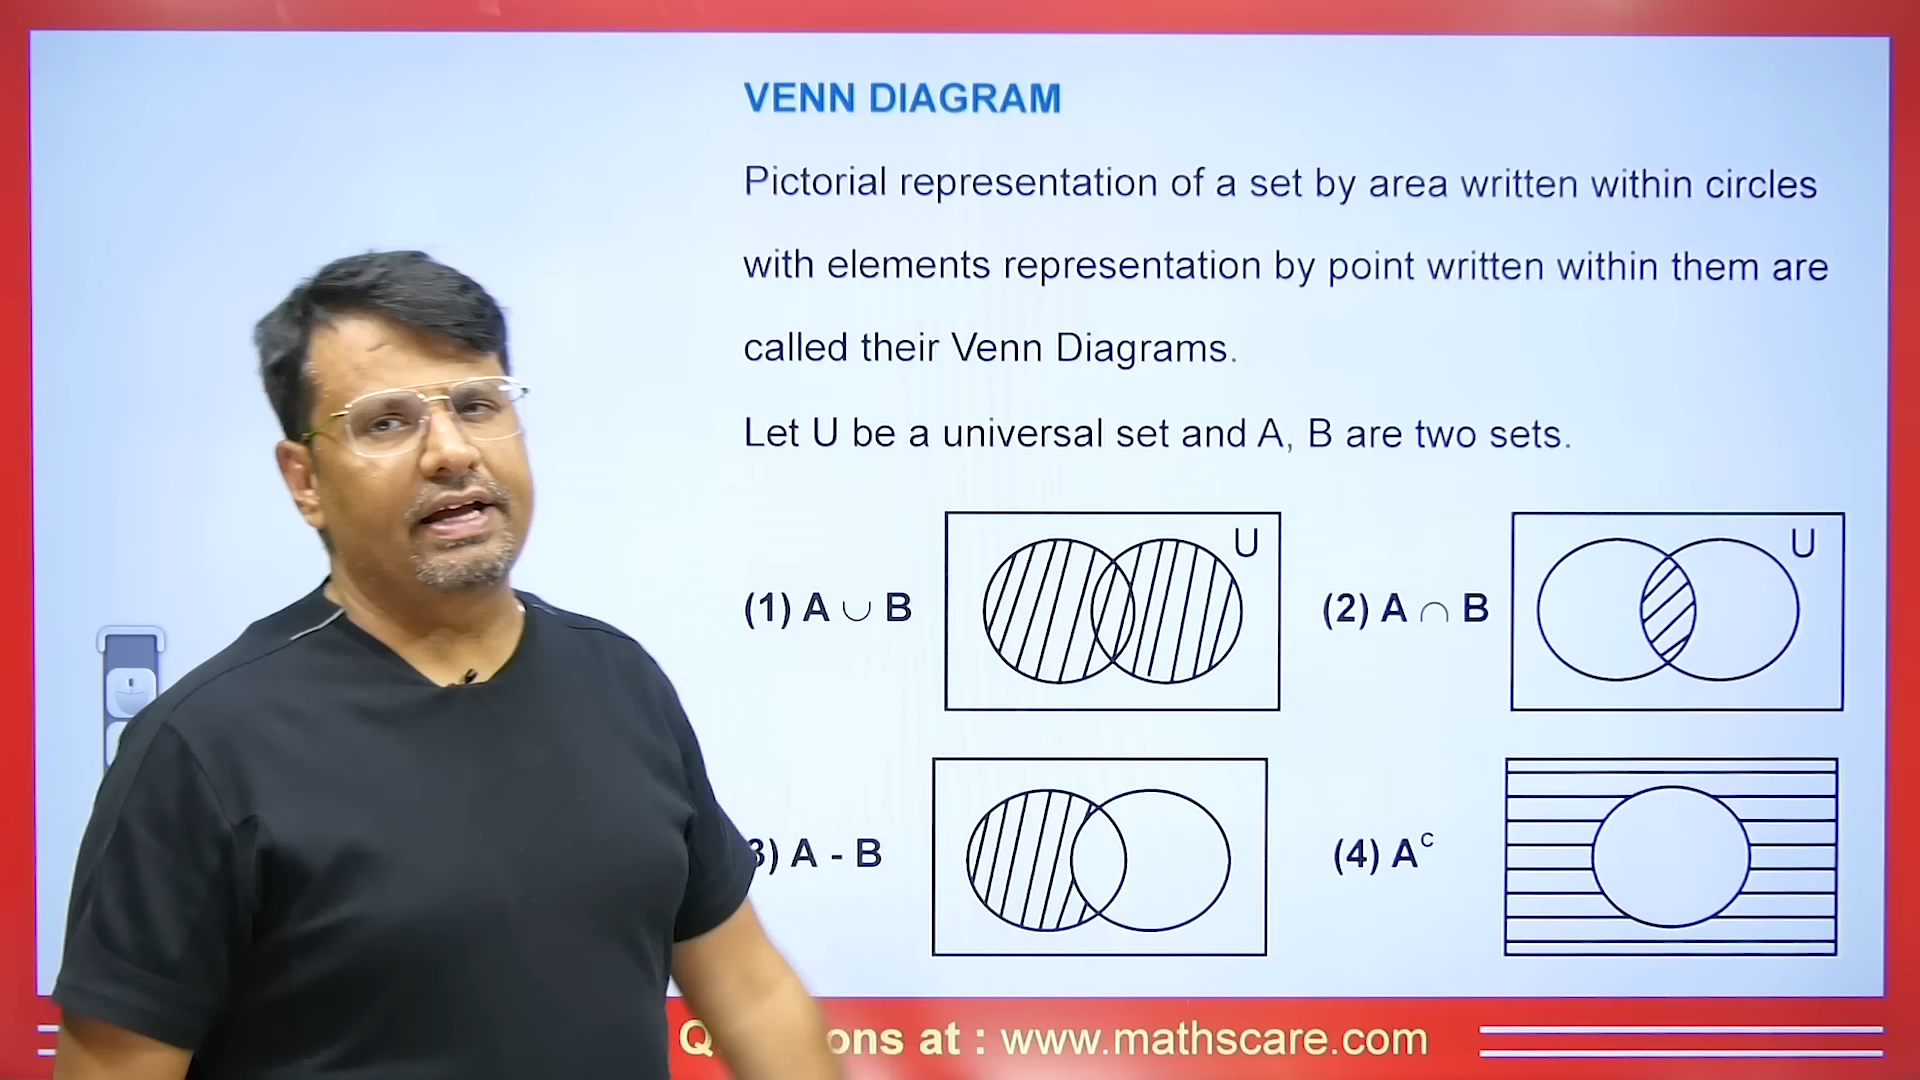 VENN DIAGRAM
Pictorial representation of a set by area written within circles
with elements representation by point written within them are
called their Venn Diagrams.
Let U be a universal set and A, B are two sets.
(1) A ∪ B
U
(2) A ∩ B
U
3) A - B
(4) Aᶜ
at : www.mathscare.com